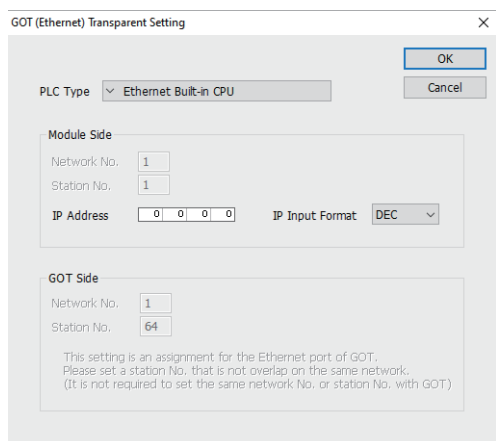 GOT (Ethernet) Transparent Setting
OK
PLC Type Ethernet Built-in CPU
Cancel
Module Side
Network No. 1
Station No. 1
IP Address 0 0 0 0 IP Input Format DEC
GOT Side
Network No. 1
Station No. 64
This setting is an assignment for the Ethernet port of GOT.
Please set a station No. that is not overlap on the same network.
(It is not required to set the same network No. or station No. with GOT)